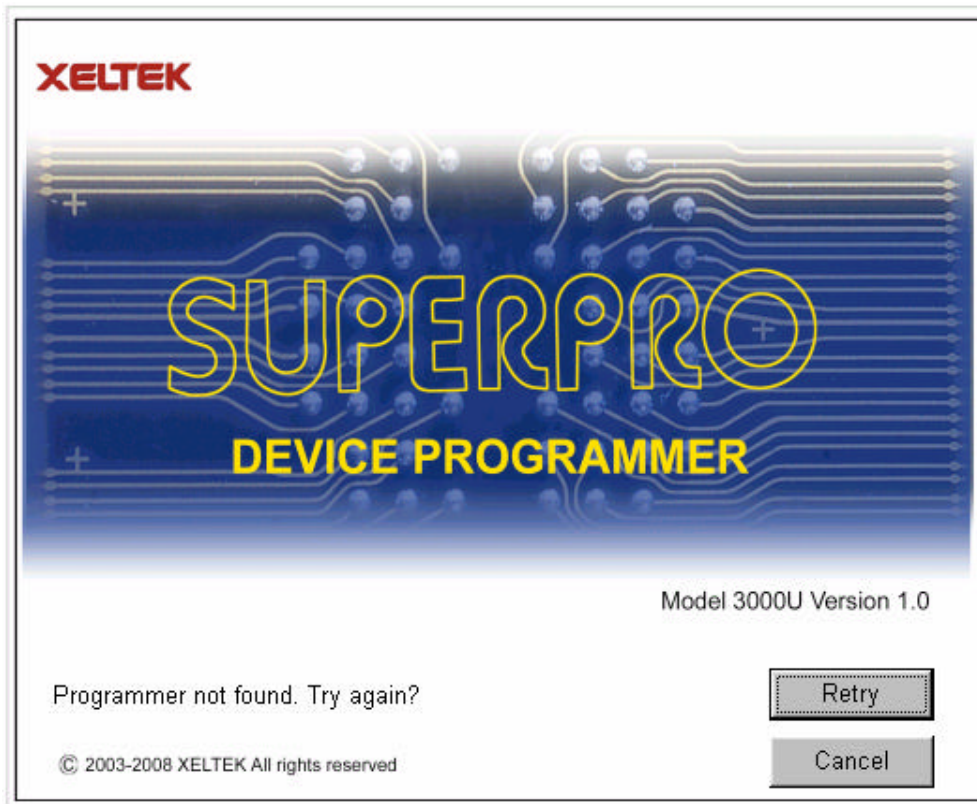 XELTEK
SUPERPRO
DEVICE PROGRAMMER
Model 3000U Version 1.0
Programmer not found. Try again?
Retry
© 2003-2008 XELTEK All rights reserved
Cancel